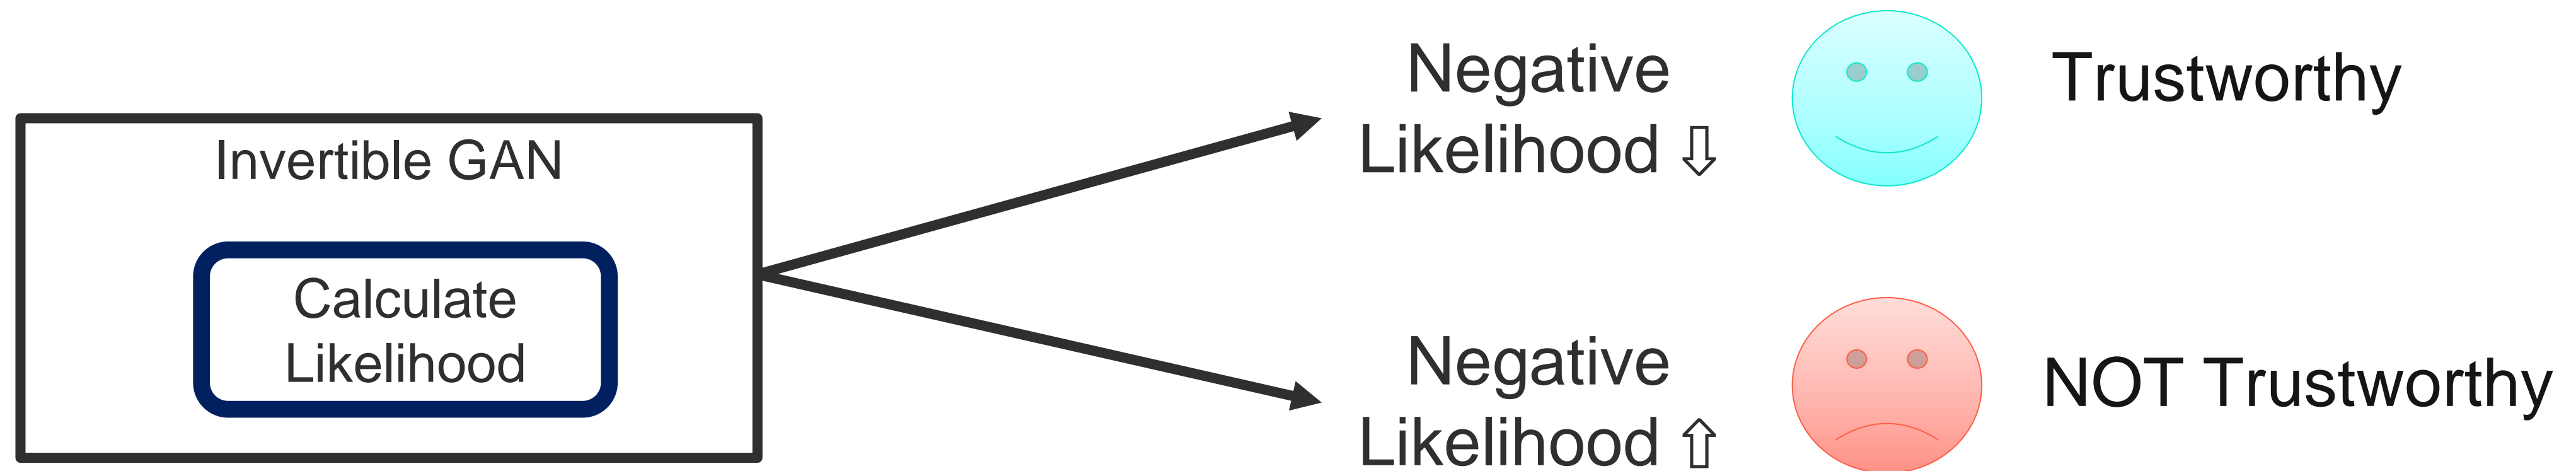 Invertible GAN
Calculate
Likelihood
Negative
Likelihood ⇩
Trustworthy
Negative
Likelihood ⇧
NOT Trustworthy